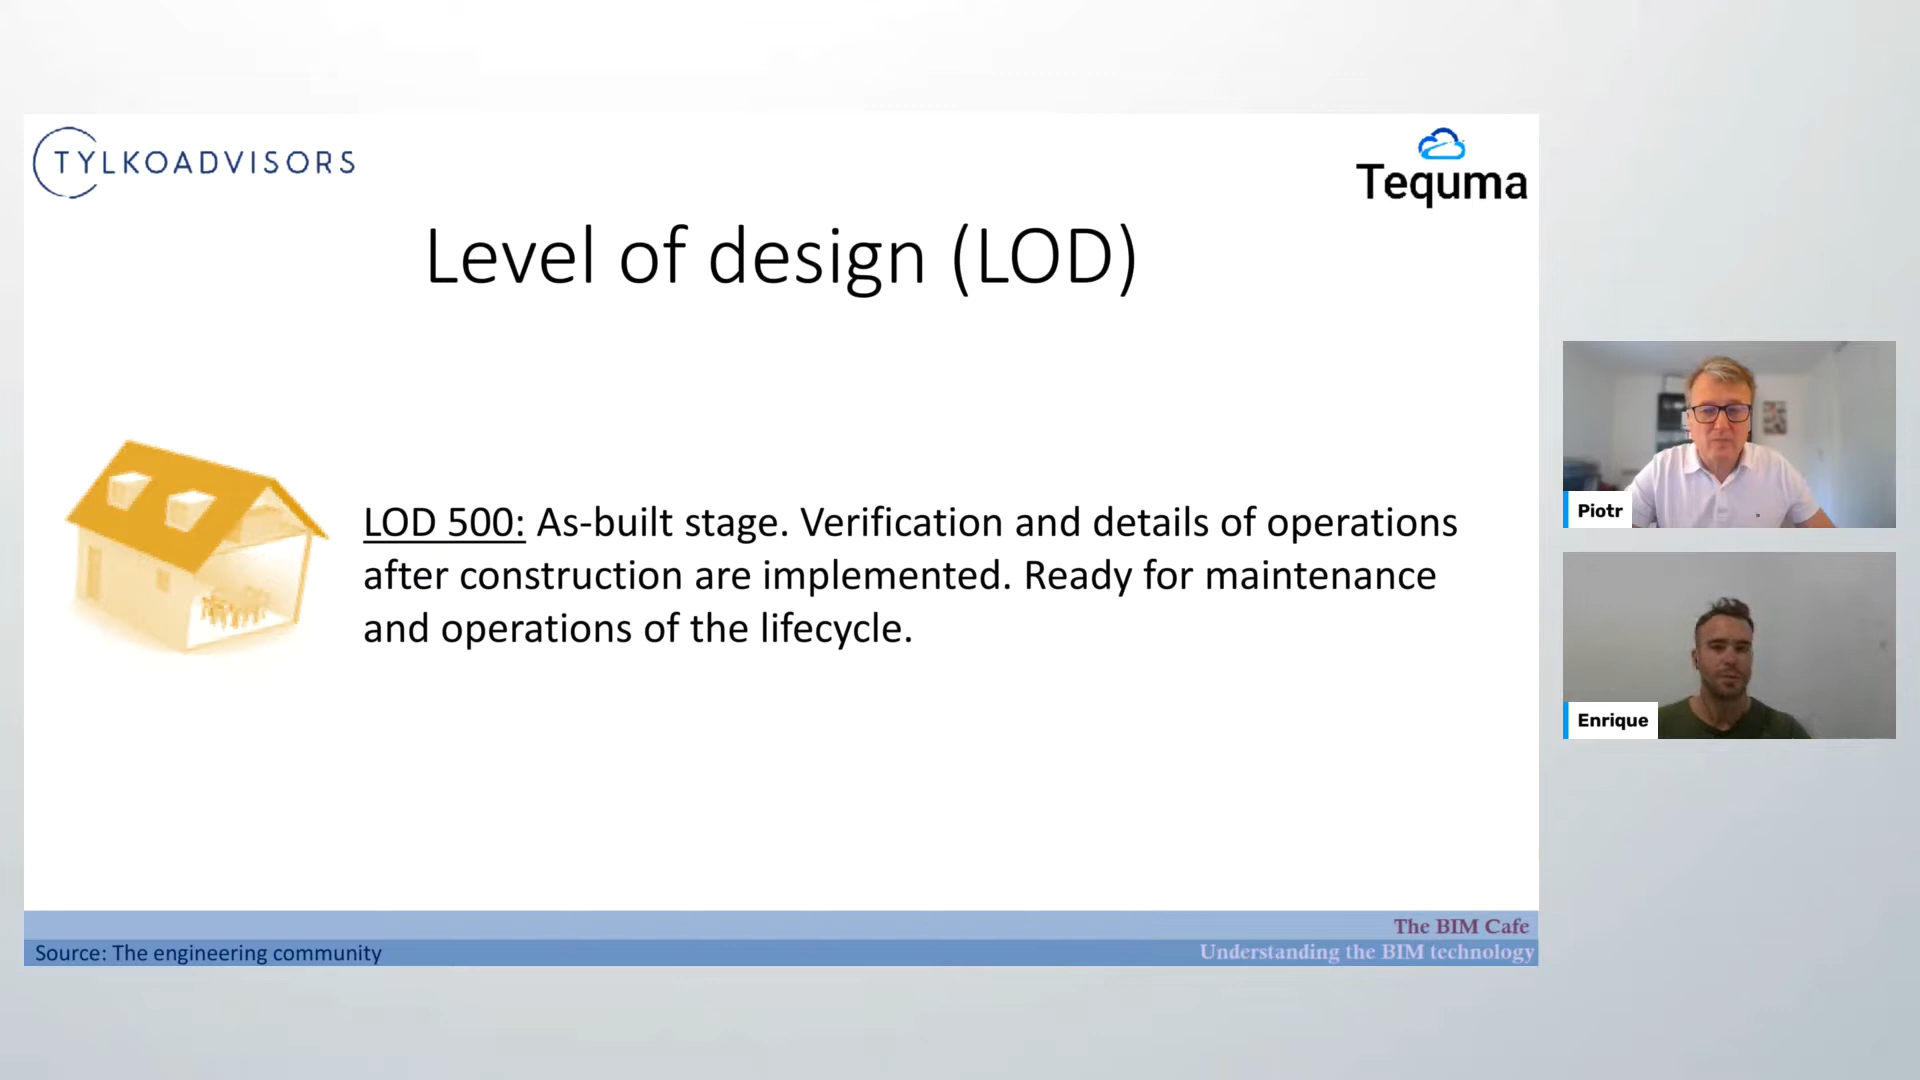 TYLKOADVISORS
Tequma
Level of design (LOD)
LOD 500: As-built stage. Verification and details of operations
after construction are implemented. Ready for maintenance
and operations of the lifecycle.
Piotr
Enrique
The BIM Cafe
Source: The engineering community
Understanding the BIM technology